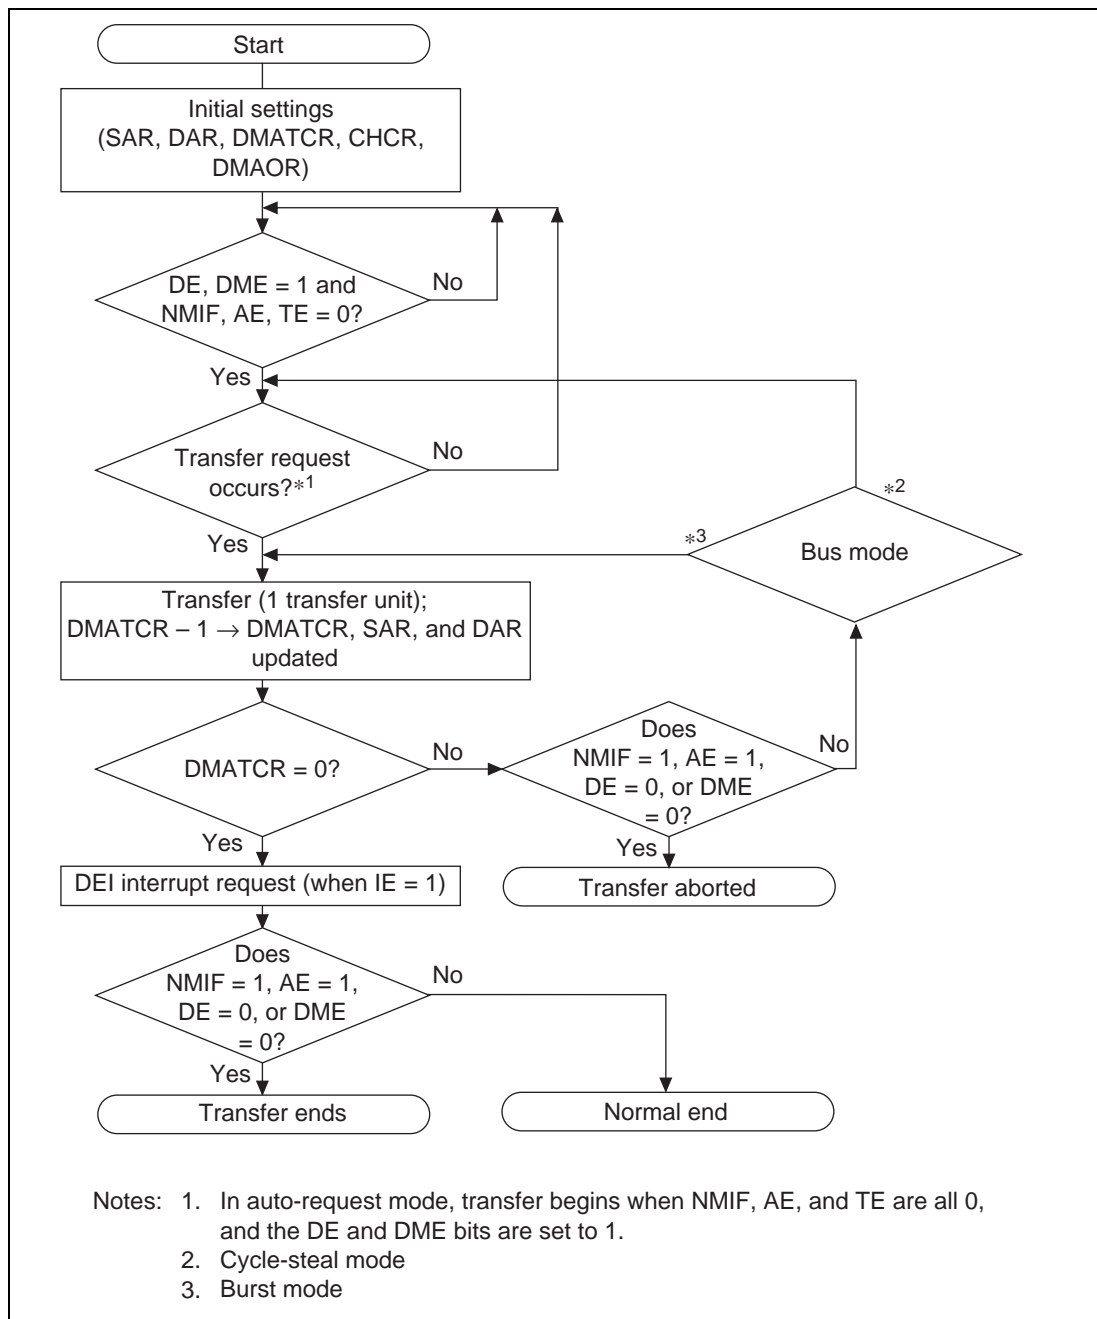 Start
Initial settings
(SAR, DAR, DMATCR, CHCR,
DMAOR)
DE, DME = 1 and
NMIF, AE, TE = 0?
No
Yes
Transfer request
occurs?*1
No
Yes
*2
*3
Bus mode
Transfer (1 transfer unit);
DMATCR – 1 → DMATCR, SAR, and DAR
updated
DMATCR = 0?
No
Does
NMIF = 1, AE = 1,
DE = 0, or DME
= 0?
No
Yes
Yes
DEI interrupt request (when IE = 1)
Transfer aborted
Does
NMIF = 1, AE = 1,
DE = 0, or DME
= 0?
No
Yes
Transfer ends
Normal end
Notes: 1. In auto-request mode, transfer begins when NMIF, AE, and TE are all 0,
and the DE and DME bits are set to 1.
2. Cycle-steal mode
3. Burst mode